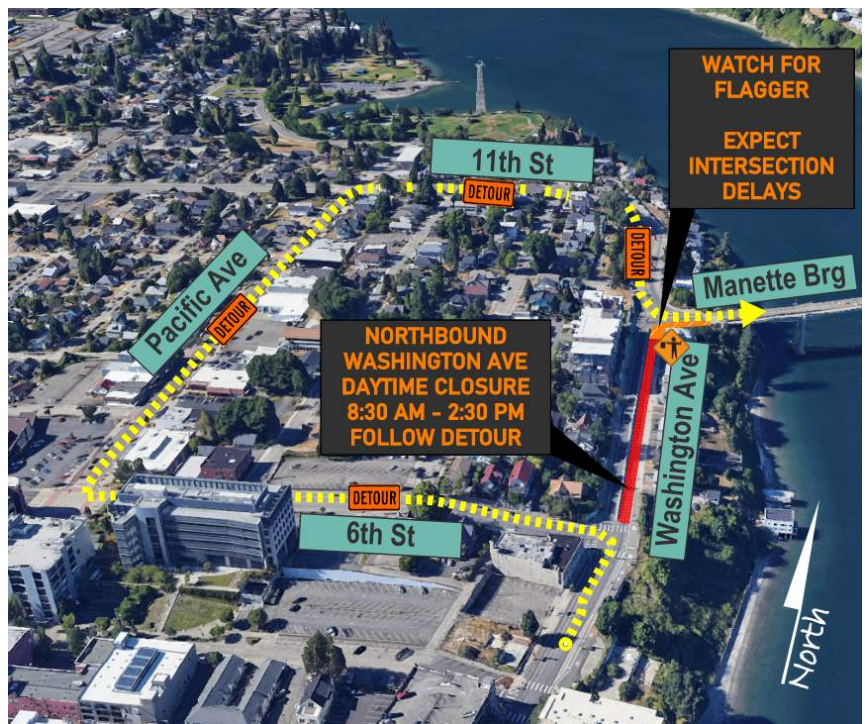 WATCH FOR
FLAGGER
EXPECT
INTERSECTION
DELAYS
11th St
DETOUR
DETOUR
Manette Brg
Pacific Ave
DETOUR
NORTHBOUND
WASHINGTON AVE
DAYTIME CLOSURE
8:30 AM - 2:30 PM
FOLLOW DETOUR
Washington Ave
DETOUR
6th St
North